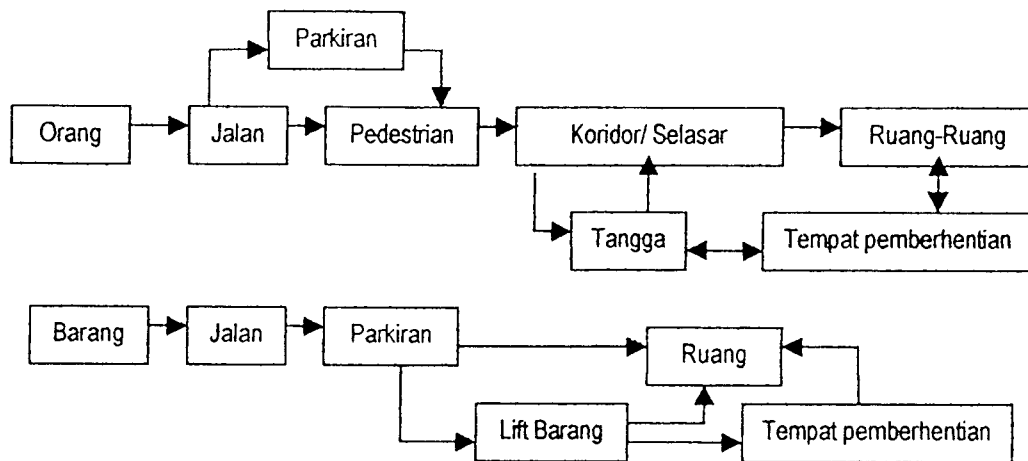 Parkiran
Orang
Jalan
Pedestrian
Koridor/ Selasar
Ruang-Ruang
Tangga
Tempat pemberhentian
Barang
Jalan
Parkiran
Ruang
Lift Barang
Tempat pemberhentian